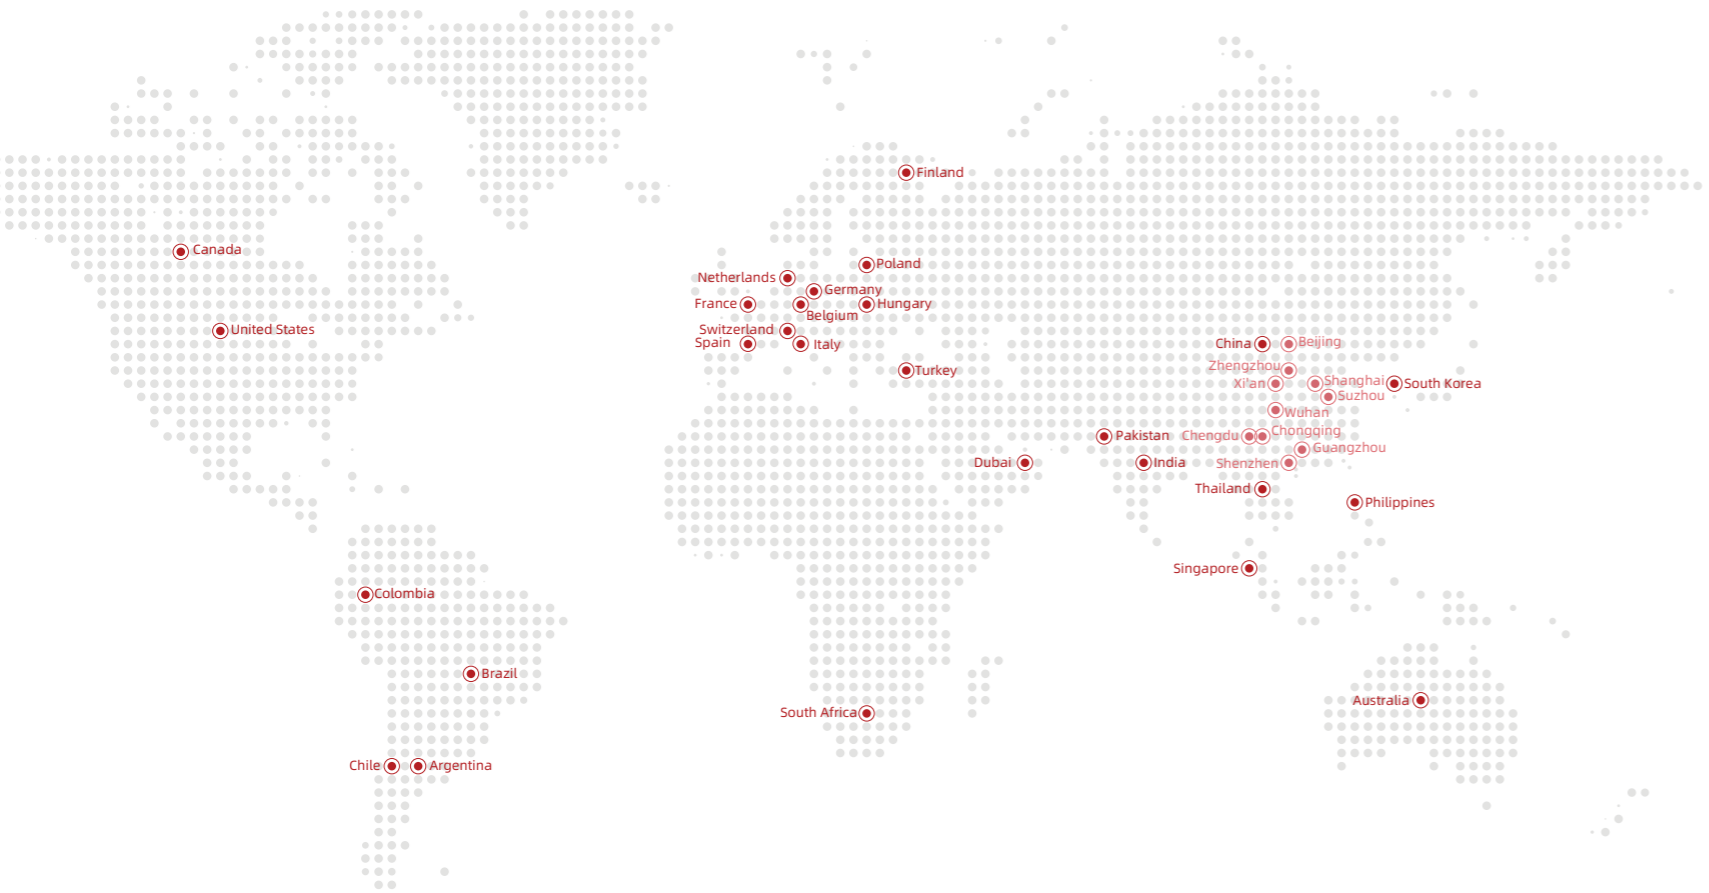 Finland
Canada
Poland
Netherlands
Germany
France
Hungary
Belgium
United States
Switzerland
Spain
Italy
China
Beijing
Zhengzhou
Turkey
Xi'an
Shanghai
South Korea
Suzhou
Wuhan
Chongqing
Pakistan
Chengdu
Guangzhou
Dubai
India
Shenzhen
Thailand
Philippines
Singapore
Colombia
Brazil
Australia
South Africa
Chile
Argentina